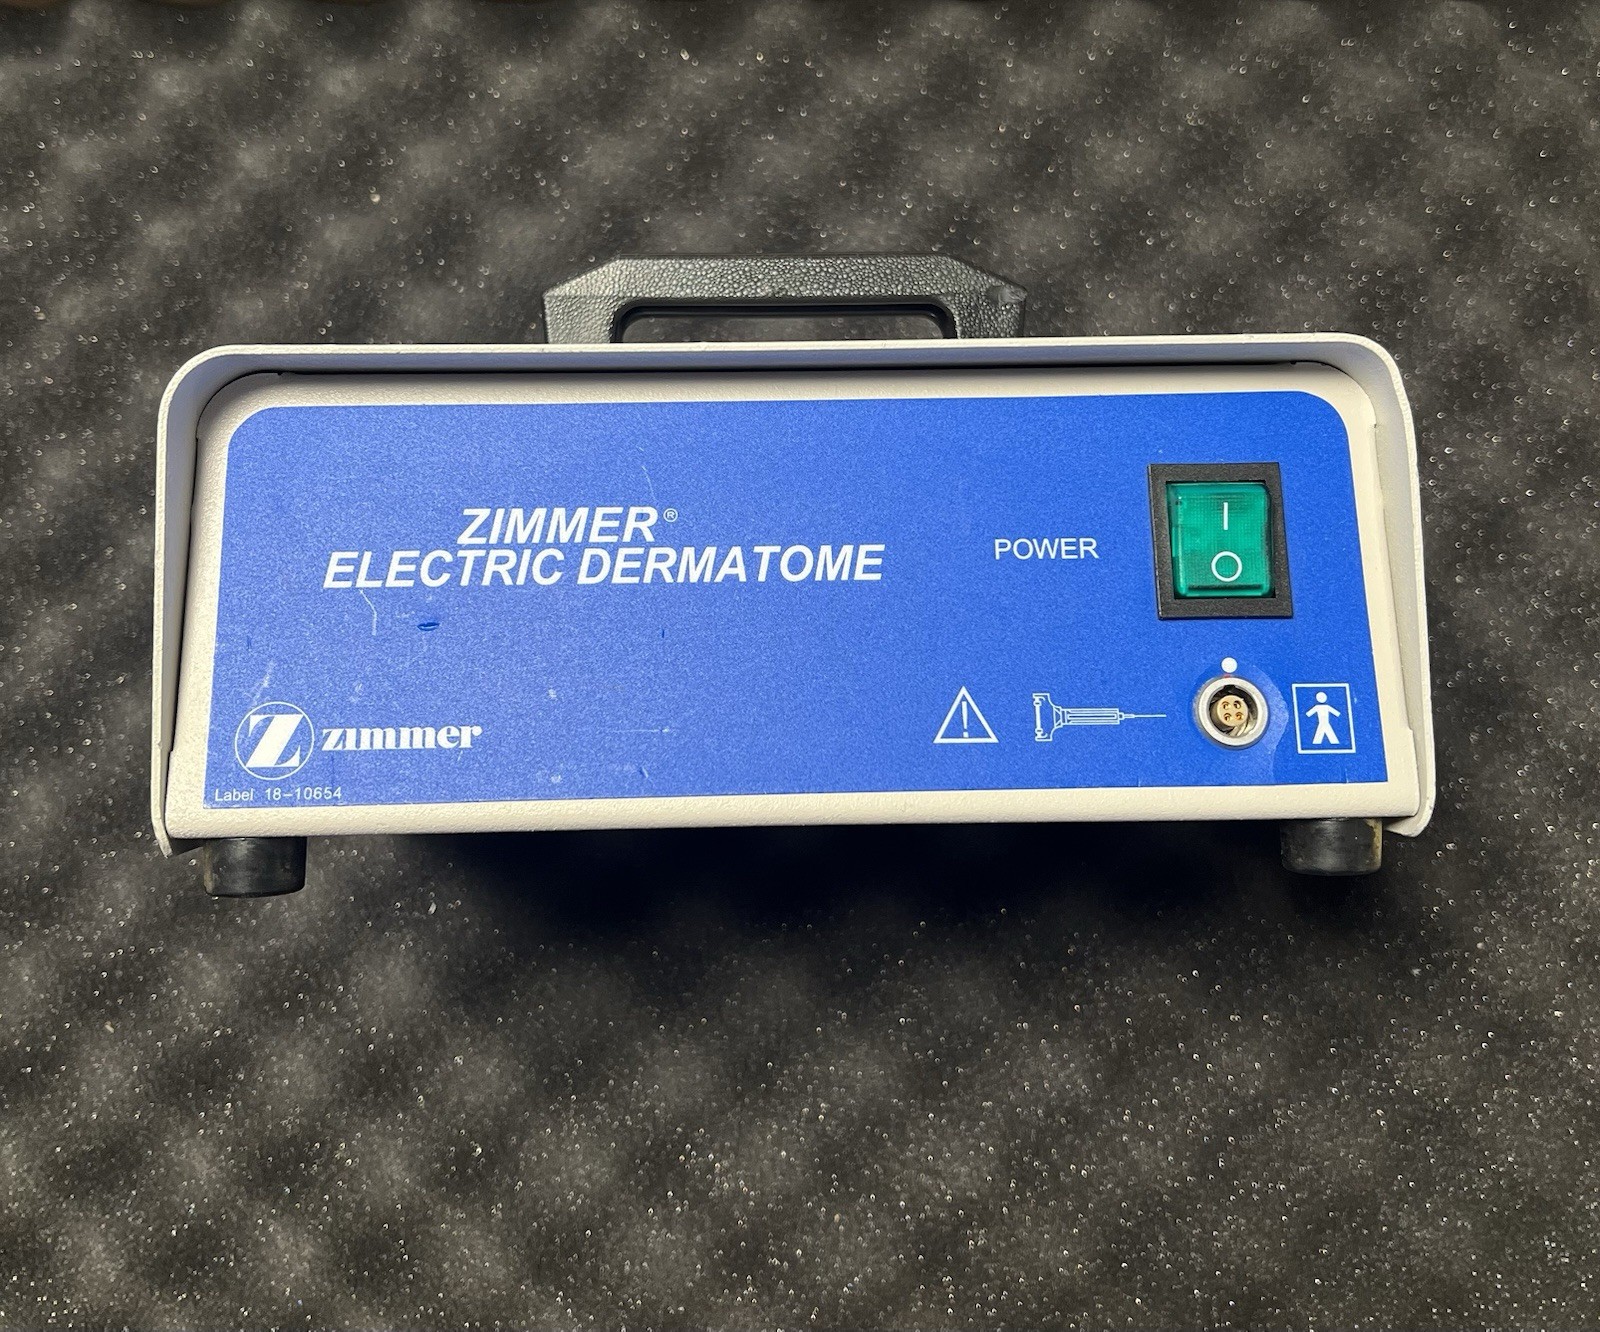 ZIMMER®
ELECTRIC DERMATOME
POWER
I
O
Z zimmer
Label 18-10654